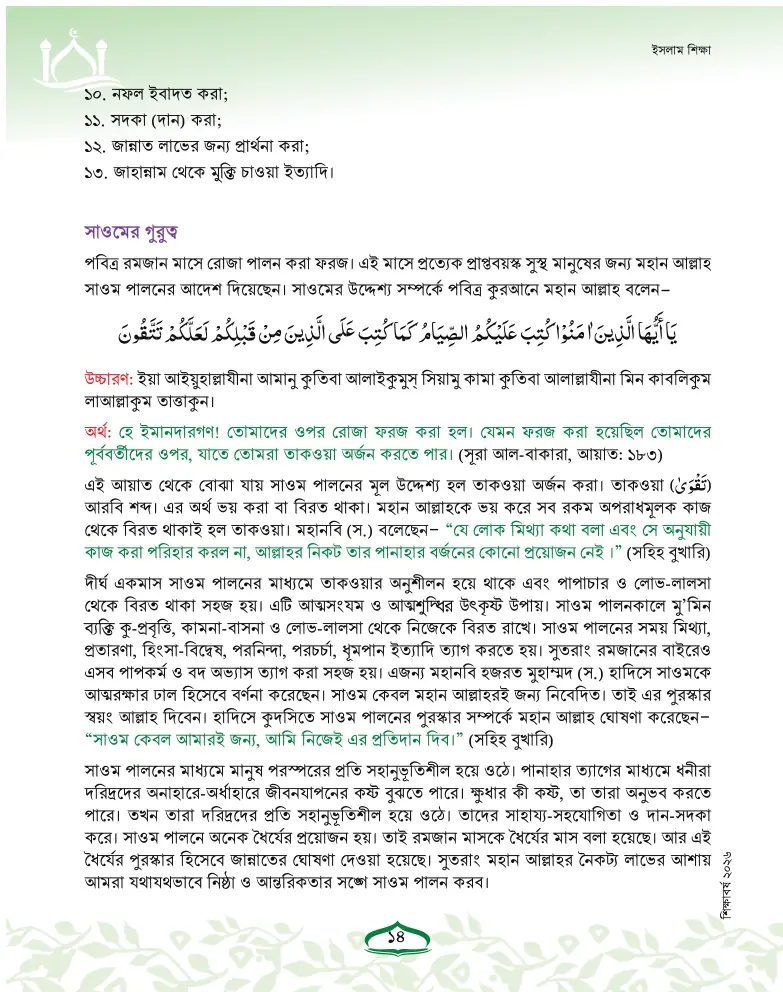 ইসলাম শিক্ষা
১০. নফল ইবাদত করা;
১১. সদকা (দান) করা;
১২. জান্নাত লাভের জন্য প্রার্থনা করা;
১৩. জাহান্নাম থেকে মুক্তি চাওয়া ইত্যাদি।
সাওমের গুরুত্ব
পবিত্র রমজান মাসে রোজা পালন করা ফরজ। এই মাসে প্রত্যেক প্রাপ্তবয়স্ক সুস্থ মানুষের জন্য মহান আল্লাহ
সাওম পালনের আদেশ দিয়েছেন। সাওমের উদ্দেশ্য সম্পর্কে পবিত্র কুরআনে মহান আল্লাহ বলেন–
يَا أَيُّهَا الَّذِينَ اٰمَنُوْا كُتِبَ عَلَيْكُمُ الصِّيَامُ كَمَا كُتِبَ عَلَى الَّذِينَ مِنْ قَبْلِكُمْ لَعَلَّكُمْ تَتَّقُونَ
উচ্চারণ: ইয়া আইয়ুহাল্লাযীনা আমানু কুতিবা আলাইকুমুস্ সিয়ামু কামা কুতিবা আলাল্লাযীনা মিন কাবলিকুম
লাআল্লাকুম তাত্তাকুন।
অর্থ: হে ইমানদারগণ! তোমাদের ওপর রোজা ফরজ করা হল। যেমন ফরজ করা হয়েছিল তোমাদের
পূর্ববর্তীদের ওপর, যাতে তোমরা তাকওয়া অর্জন করতে পার। (সূরা আল-বাকারা, আয়াত: ১৮৩)
এই আয়াত থেকে বোঝা যায় সাওম পালনের মূল উদ্দেশ্য হল তাকওয়া অর্জন করা। তাকওয়া (تَقْوَىٰ)
আরবি শব্দ। এর অর্থ ভয় করা বা বিরত থাকা। মহান আল্লাহকে ভয় করে সব রকম অপরাধমূলক কাজ
থেকে বিরত থাকাই হল তাকওয়া। মহানবি (স.) বলেছেন– “যে লোক মিথ্যা কথা বলা এবং সে অনুযায়ী
কাজ করা পরিহার করল না, আল্লাহর নিকট তার পানাহার বর্জনের কোনো প্রয়োজন নেই।” (সহিহ বুখারি)
দীর্ঘ একমাস সাওম পালনের মাধ্যমে তাকওয়ার অনুশীলন হয়ে থাকে এবং পাপাচার ও লোভ-লালসা
থেকে বিরত থাকা সহজ হয়। এটি আত্মসংযম ও আত্মশুদ্ধির উৎকৃষ্ট উপায়। সাওম পালনকালে মু’মিন
ব্যক্তি কু-প্রবৃত্তি, কামনা-বাসনা ও লোভ-লালসা থেকে নিজেকে বিরত রাখে। সাওম পালনের সময় মিথ্যা,
প্রতারণা, হিংসা-বিদ্বেষ, পরনিন্দা, পরচর্চা, ধূমপান ইত্যাদি ত্যাগ করতে হয়। সুতরাং রমজানের বাইরেও
এসব পাপকর্ম ও বদ অভ্যাস ত্যাগ করা সহজ হয়। এজন্য মহানবি হজরত মুহাম্মদ (স.) হাদিসে সাওমকে
আত্মরক্ষার ঢাল হিসেবে বর্ণনা করেছেন। সাওম কেবল মহান আল্লাহরই জন্য নিবেদিত। তাই এর পুরস্কার
স্বয়ং আল্লাহ দিবেন। হাদিসে কুদসিতে সাওম পালনের পুরস্কার সম্পর্কে মহান আল্লাহ ঘোষণা করেছেন–
“সাওম কেবল আমারই জন্য, আমি নিজেই এর প্রতিদান দিব।” (সহিহ বুখারি)
সাওম পালনের মাধ্যমে মানুষ পরস্পরের প্রতি সহানুভূতিশীল হয়ে ওঠে। পানাহার ত্যাগের মাধ্যমে ধনীরা
দরিদ্রদের অনাহারে-অর্ধাহারে জীবনযাপনের কষ্ট বুঝতে পারে। ক্ষুধার কী কষ্ট, তা তারা অনুভব করতে
পারে। তখন তারা দরিদ্রদের প্রতি সহানুভূতিশীল হয়ে ওঠে। তাদের সাহায্য-সহযোগিতা ও দান-সদকা
করে। সাওম পালনে অনেক ধৈর্যের প্রয়োজন হয়। তাই রমজান মাসকে ধৈর্যের মাস বলা হয়েছে। আর এই
ধৈর্যের পুরস্কার হিসেবে জান্নাতের ঘোষণা দেওয়া হয়েছে। সুতরাং মহান আল্লাহর নৈকট্য লাভের আশায়
আমরা যথাযথভাবে নিষ্ঠা ও আন্তরিকতার সঙ্গে সাওম পালন করব।
শিক্ষাবর্ষ ২০২৬
১৪